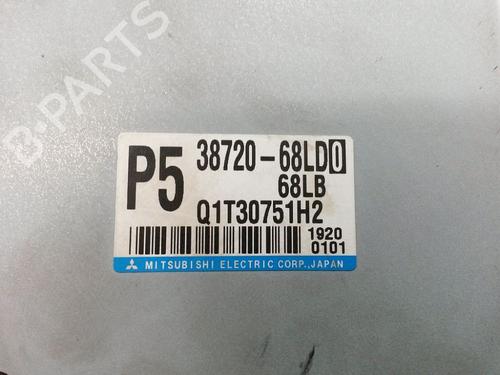 B-PARTS
P5 38720-68LD0
68LB
Q1T30751H2
1920
0101
MITSUBISHI ELECTRIC CORP., JAPAN